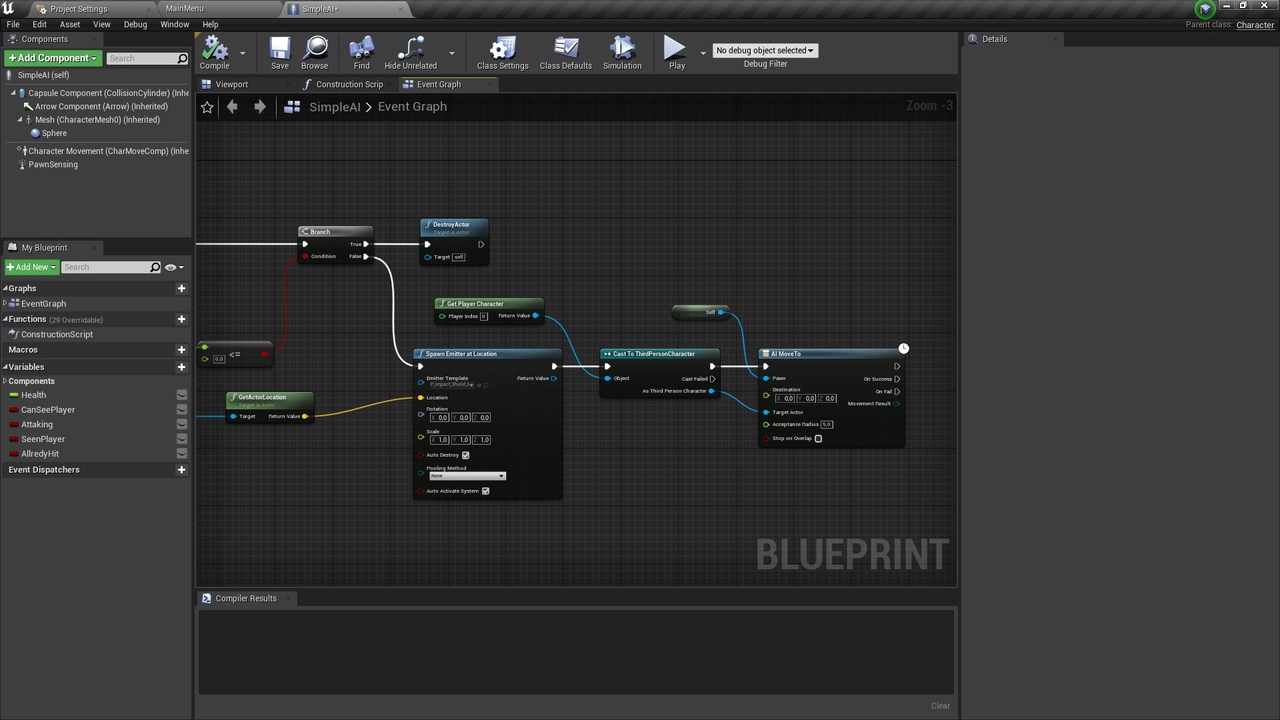 Project Settings
MainMenu
SimpleAI•
File Edit Asset View Debug Window Help
Parent class: Character
Components
+ Add Component
Search
SimpleAI (self)
Capsule Component (CollisionCylinder) (Inhe
Arrow Component (Arrow) (Inherited)
Mesh (CharacterMesh0) (Inherited)
Sphere
Character Movement (CharMoveComp) (Inhe
PawnSensing
My Blueprint
+ Add New
Search
Graphs
EventGraph
Functions (29 Overridable)
ConstructionScript
Macros
Variables
Components
Health
CanSeePlayer
Attaking
SeenPlayer
AllredyHit
Event Dispatchers
Compile
Save
Browse
Find
Hide Unrelated
Class Settings
Class Defaults
Simulation
Play
No debug object selected
Debug Filter
Viewport
Construction Scrip
Event Graph
SimpleAI > Event Graph
Zoom -3
Branch
True
Condition False
DestroyActor
Target is Actor
Target self
Get Player Character
Player Index 0 Return Value
Self
<=
0,0
GetActorLocation
Target is Actor
Target Return Value
Spawn Emitter at Location
Emitter Template Return Value
Location
Rotation
X 0,0 Y 0,0 Z 0,0
Scale
X 1,0 Y 1,0 Z 1,0
Auto Destroy
Pooling Method
None
Auto Activate System
Cast To ThirdPersonCharacter
Object Cast Failed
As Third Person Character
AI MoveTo
Pawn On Success
Destination On Fail
X 0,0 Y 0,0 Z 0,0 Movement Result
Target Actor
Acceptance Radius 5,0
Stop on Overlap
BLUEPRINT
Compiler Results
Clear
Details